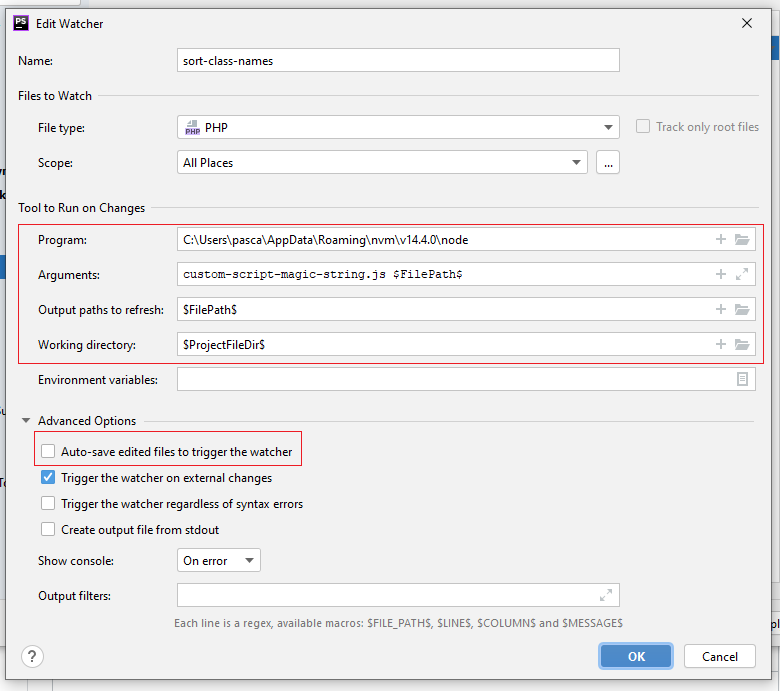 PS Edit Watcher
Name: sort-class-names
Files to Watch
File type: PHP PHP Track only root files
Scope: All Places ...
Tool to Run on Changes
Program: C:\Users\pasca\AppData\Roaming\nvm\v14.4.0\node
Arguments: custom-script-magic-string.js $FilePath$
Output paths to refresh: $FilePath$
Working directory: $ProjectFileDir$
Environment variables:
Advanced Options
Auto-save edited files to trigger the watcher
Trigger the watcher on external changes
Trigger the watcher regardless of syntax errors
Create output file from stdout
Show console: On error
Output filters:
Each line is a regex, available macros: $FILE_PATH$, $LINE$, $COLUMN$ and $MESSAGE$
? OK Cancel